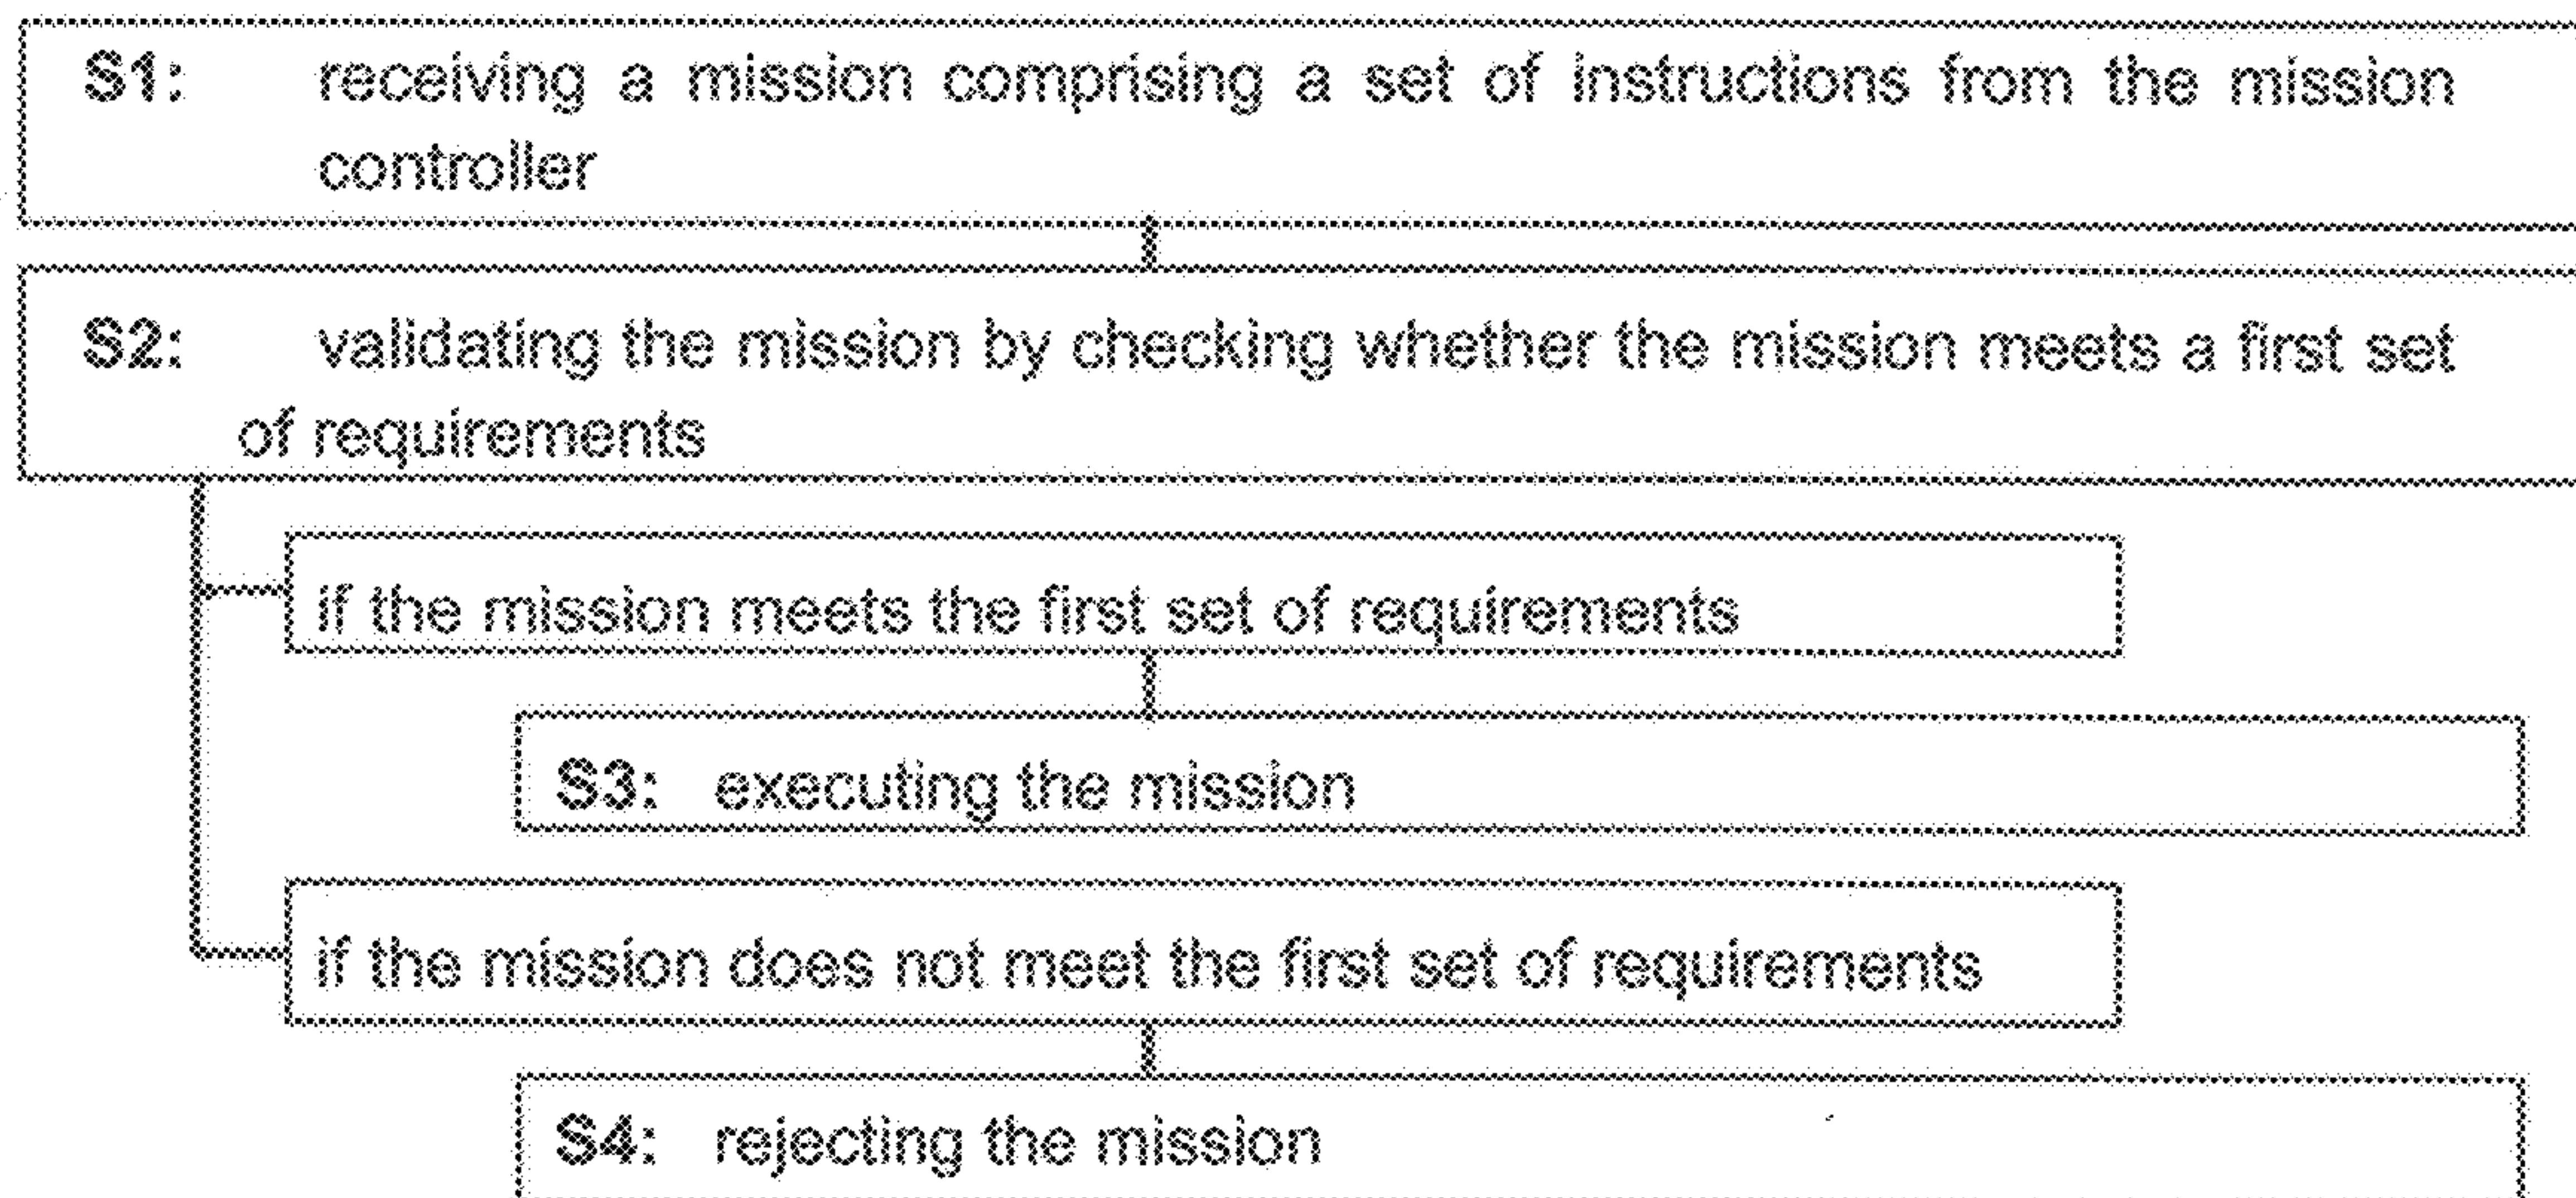 S1: receiving a mission comprising a set of instructions from the mission
controller
S2: validating the mission by checking whether the mission meets a first set
of requirements
if the mission meets the first set of requirements
S3: executing the mission
if the mission does not meet the first set of requirements
S4: rejecting the mission